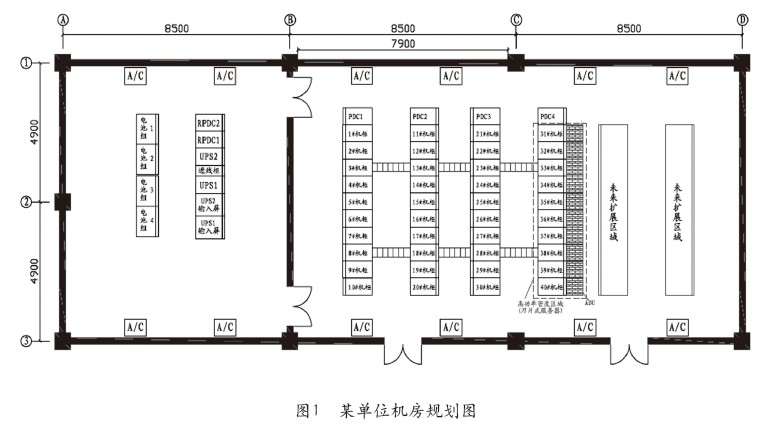 A B C D
8500 8500 8500
7900
1
A/C A/C A/C A/C A/C A/C
4900
2
4900
3
电池组1
电池组2
电池组3
电池组4
RPDC2
RPDC1
UPS2
进线柜
UPS1
UPS2
输入屏
UPS1
输入屏
PDC1
1#机柜
2#机柜
3#机柜
4#机柜
5#机柜
6#机柜
7#机柜
8#机柜
9#机柜
10#机柜
PDC2
11#机柜
12#机柜
13#机柜
14#机柜
15#机柜
16#机柜
17#机柜
18#机柜
19#机柜
20#机柜
PDC3
21#机柜
22#机柜
23#机柜
24#机柜
25#机柜
26#机柜
27#机柜
28#机柜
29#机柜
30#机柜
PDC4
31#机柜
32#机柜
33#机柜
34#机柜
35#机柜
36#机柜
37#机柜
38#机柜
39#机柜
40#机柜
未来扩展区域
未来扩展区域
高功率密度区域
(刀片式服务器)
ADU
A/C A/C A/C A/C A/C A/C
图1 某单位机房规划图